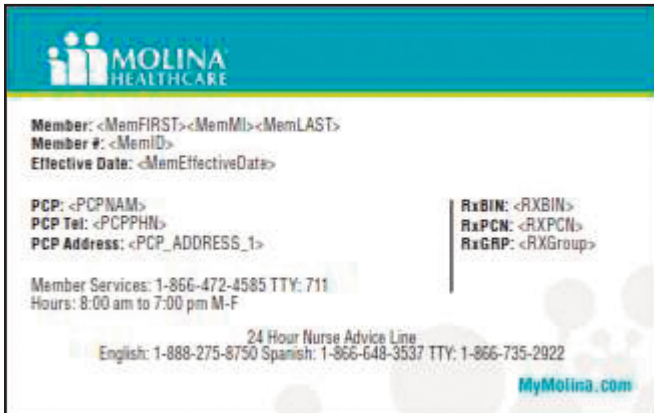 MOLINA
HEALTHCARE
Member: <MemFIRST><MemMI><MemLAST>
Member #: <MemID>
Effective Date: <MemEffectiveDate>
PCP: <PCPNAM>
PCP Tel: <PCPPHN>
PCP Address: <PCP_ADDRESS_1>
RxBIN: <RXBIN>
RxPCN: <RXPCN>
RxGRP: <RXGroup>
Member Services: 1-866-472-4585 TTY: 711
Hours: 8:00 am to 7:00 pm M-F
24 Hour Nurse Advice Line
English: 1-888-275-8750 Spanish: 1-866-648-3537 TTY: 1-866-735-2922
MyMolina.com